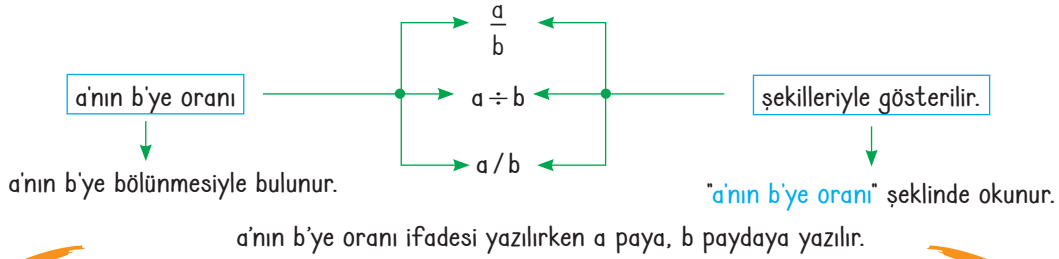 a
b
a'nın b'ye oranı
a ÷ b
şekilleriyle gösterilir.
a / b
a'nın b'ye bölünmesiyle bulunur.
"a'nın b'ye oranı" şeklinde okunur.
a'nın b'ye oranı ifadesi yazılırken a paya, b paydaya yazılır.